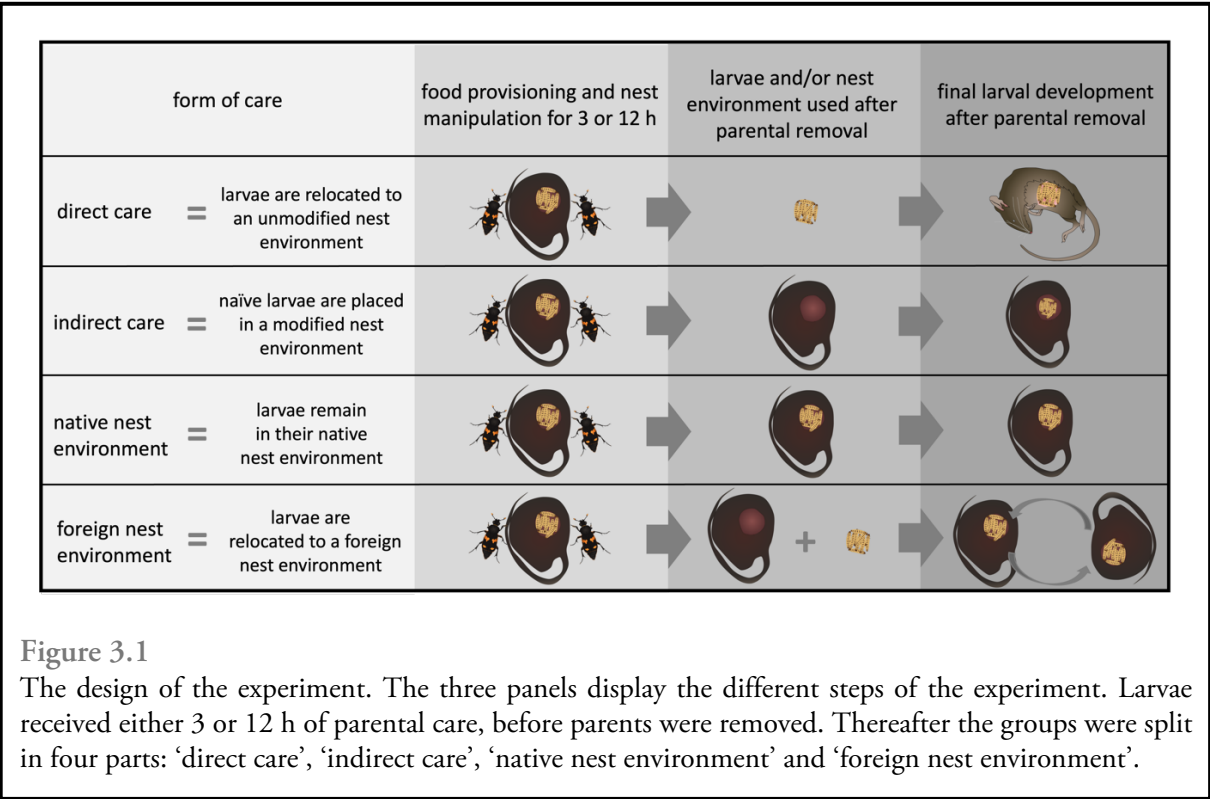 form of care
food provisioning and nest
manipulation for 3 or 12 h
larvae and/or nest
environment used after
parental removal
final larval development
after parental removal
direct care
=
larvae are relocated to
an unmodified nest
environment
indirect care
=
naïve larvae are placed
in a modified nest
environment
native nest
environment
=
larvae remain
in their native
nest environment
foreign nest
environment
=
larvae are
relocated to a foreign
nest environment
+
Figure 3.1
The design of the experiment. The three panels display the different steps of the experiment. Larvae
received either 3 or 12 h of parental care, before parents were removed. Thereafter the groups were split
in four parts: ‘direct care’, ‘indirect care’, ‘native nest environment’ and ‘foreign nest environment’.